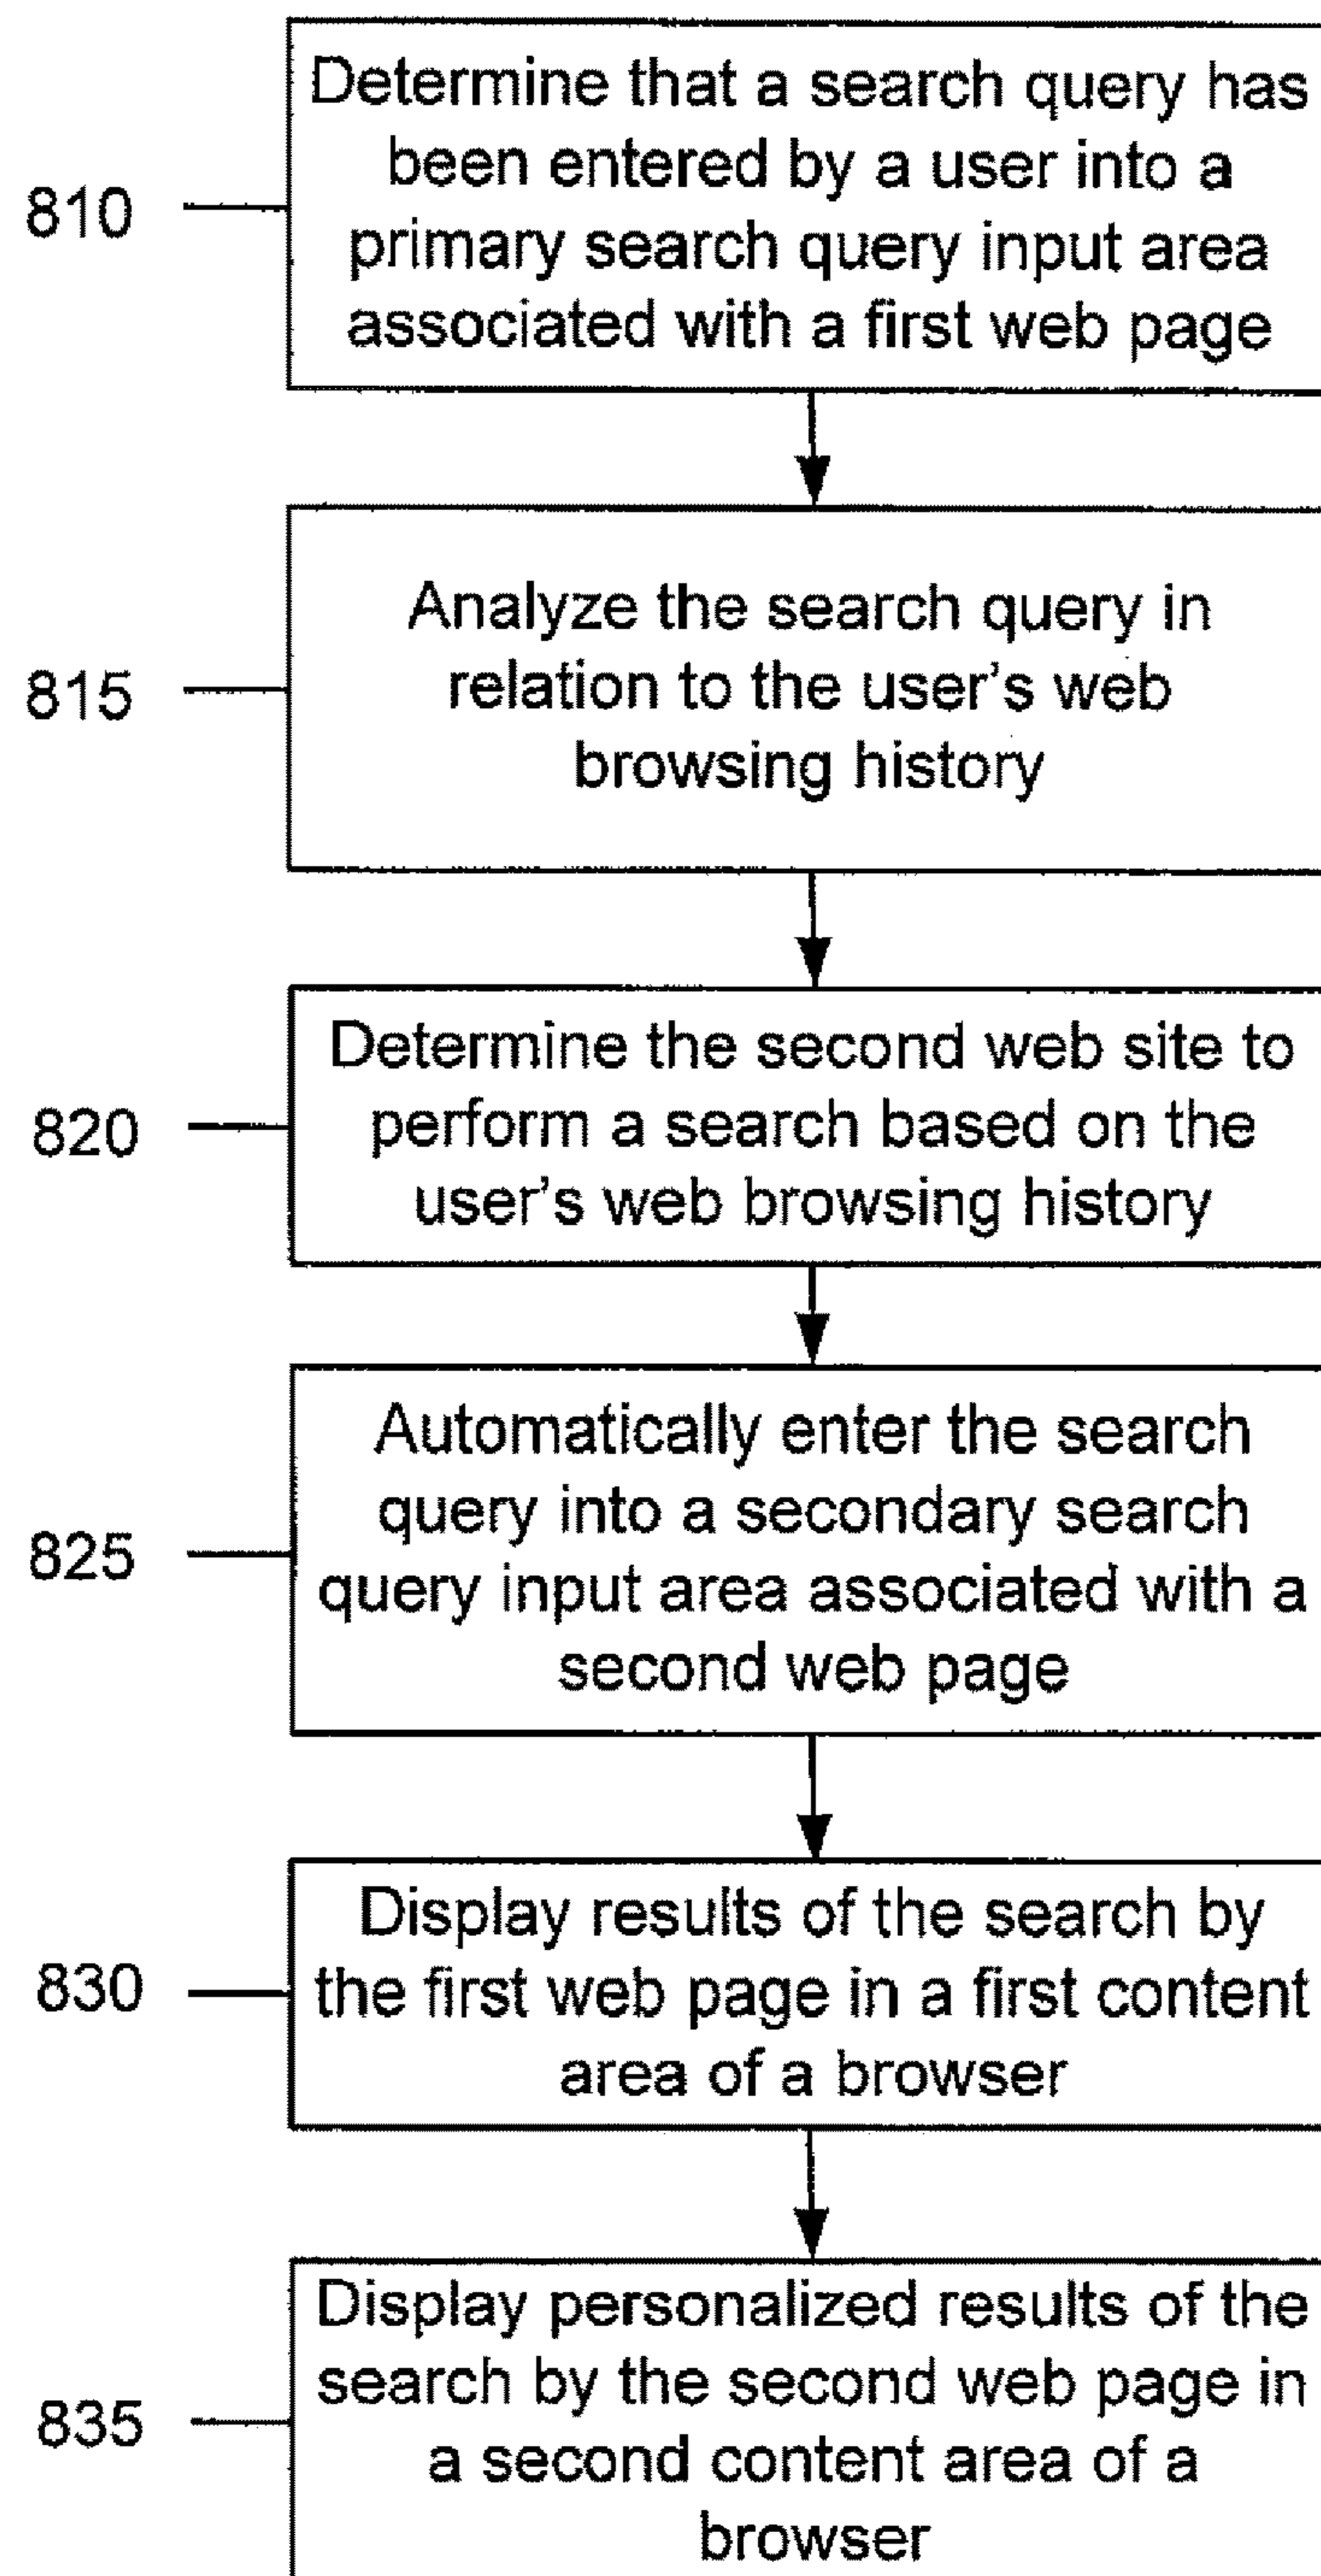 810
Determine that a search query has
been entered by a user into a
primary search query input area
associated with a first web page
815
Analyze the search query in
relation to the user's web
browsing history
820
Determine the second web site to
perform a search based on the
user's web browsing history
825
Automatically enter the search
query into a secondary search
query input area associated with a
second web page
830
Display results of the search by
the first web page in a first content
area of a browser
835
Display personalized results of the
search by the second web page in
a second content area of a
browser